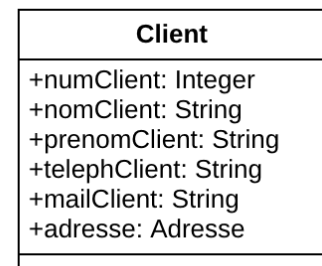 Client
+numClient: Integer
+nomClient: String
+prenomClient: String
+telephClient: String
+mailClient: String
+adresse: Adresse